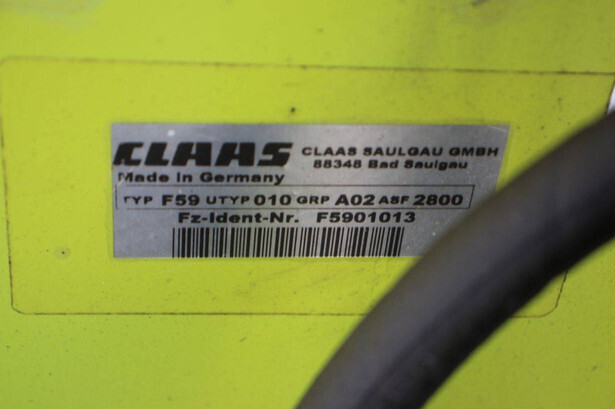 CLAAS CLAAS SAULGAU GMBH
88348 Bad Saulgau
Made in Germany
TYP F59 UTYP 010 GRP A02 ASF 2800
Fz-Ident-Nr. F5901013